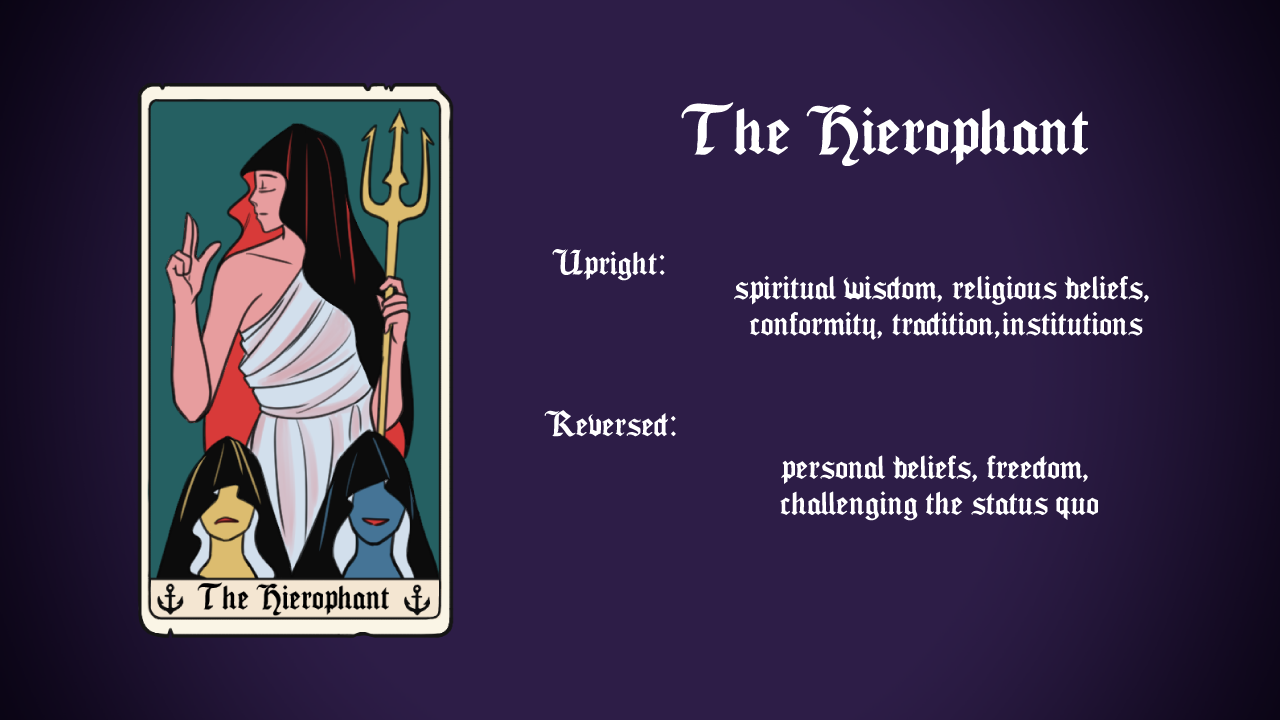 The Hierophant
Upright:
spiritual wisdom, religious beliefs,
conformity, tradition,institutions
Reversed:
personal beliefs, freedom,
challenging the status quo
The Hierophant